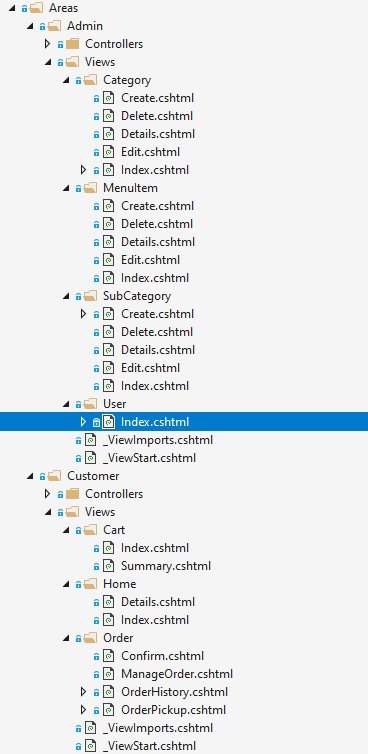 Areas
Admin
Controllers
Views
Category
Create.cshtml
Delete.cshtml
Details.cshtml
Edit.cshtml
Index.cshtml
MenuItem
Create.cshtml
Delete.cshtml
Details.cshtml
Edit.cshtml
Index.cshtml
SubCategory
Create.cshtml
Delete.cshtml
Details.cshtml
Edit.cshtml
Index.cshtml
User
Index.cshtml
_ViewImports.cshtml
_ViewStart.cshtml
Customer
Controllers
Views
Cart
Index.cshtml
Summary.cshtml
Home
Details.cshtml
Index.cshtml
Order
Confirm.cshtml
ManageOrder.cshtml
OrderHistory.cshtml
OrderPickup.cshtml
_ViewImports.cshtml
_ViewStart.cshtml